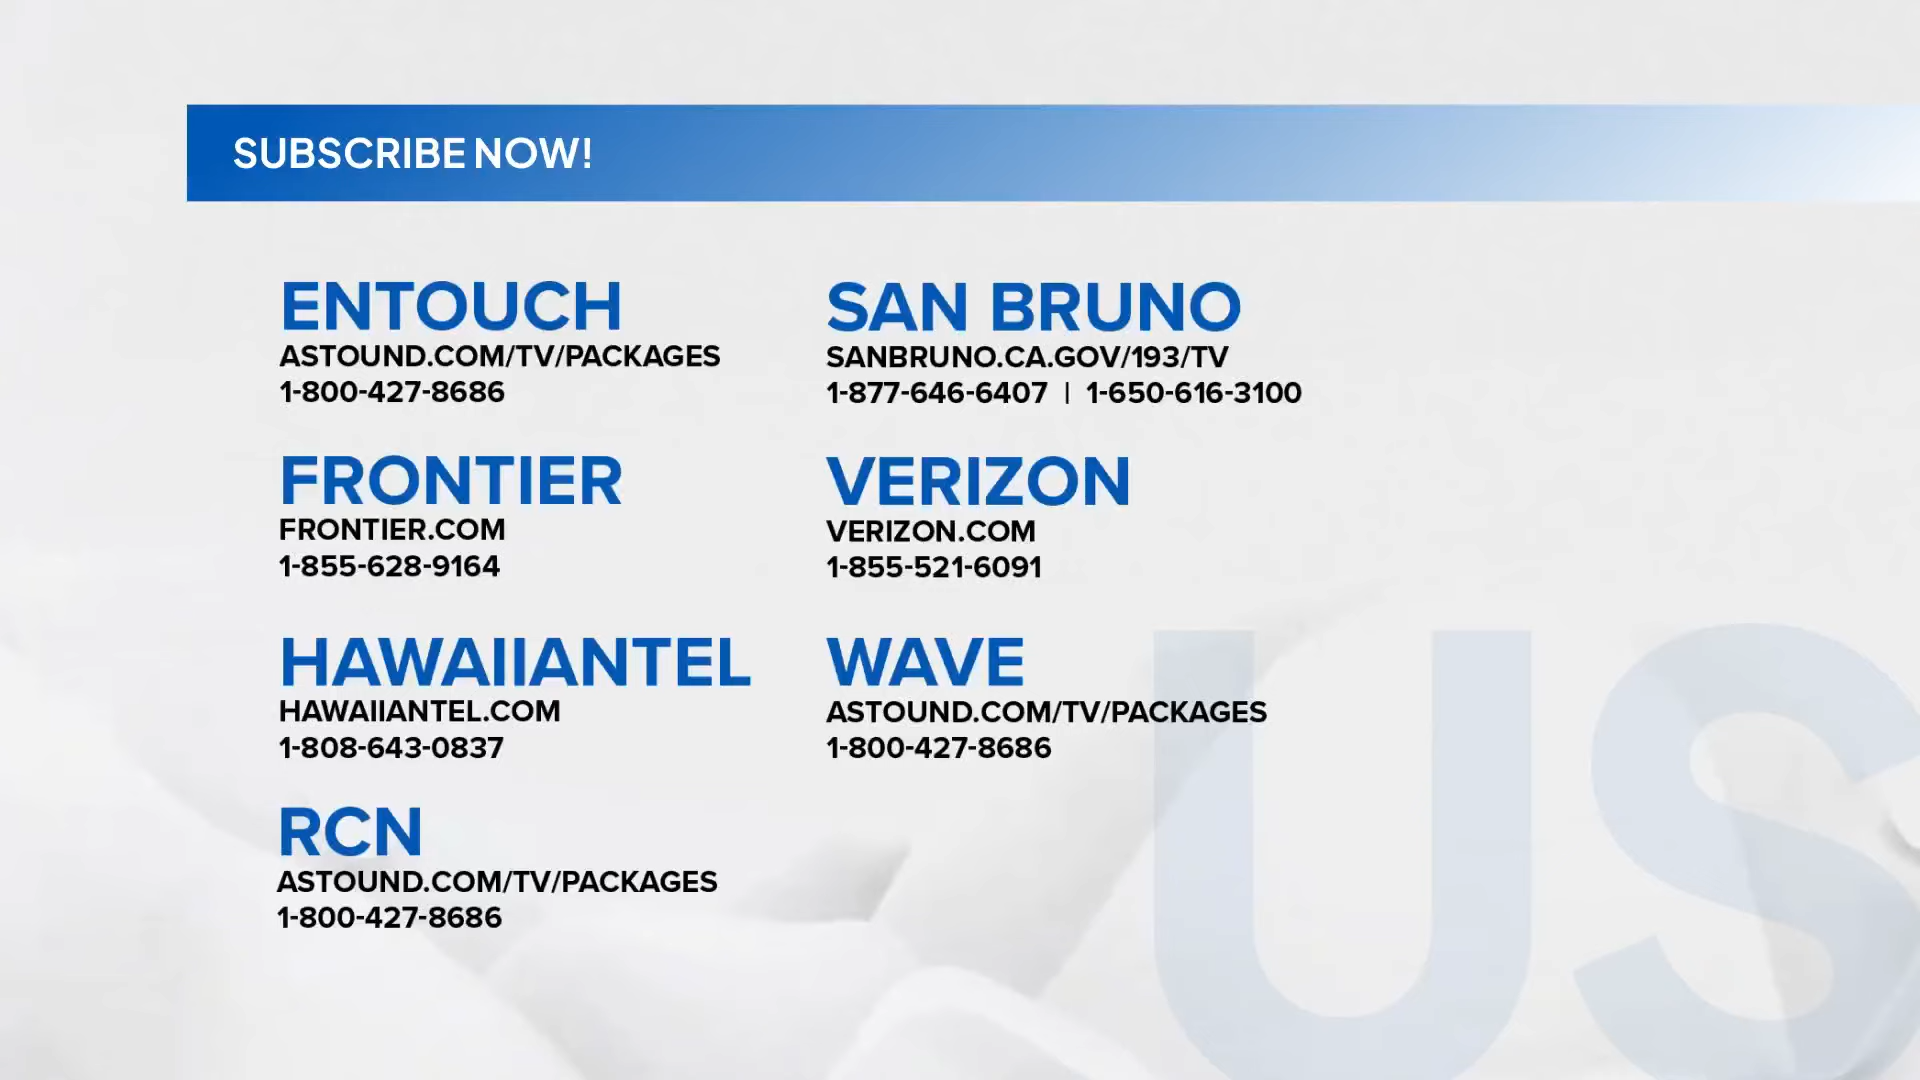 SUBSCRIBE NOW!
ENTOUCH
ASTOUND.COM/TV/PACKAGES
1-800-427-8686
FRONTIER
FRONTIER.COM
1-855-628-9164
HAWAIIANTEL
HAWAIIANTEL.COM
1-808-643-0837
RCN
ASTOUND.COM/TV/PACKAGES
1-800-427-8686
SAN BRUNO
SANBRUNO.CA.GOV/193/TV
1-877-646-6407 | 1-650-616-3100
VERIZON
VERIZON.COM
1-855-521-6091
WAVE
ASTOUND.COM/TV/PACKAGES
1-800-427-8686
US